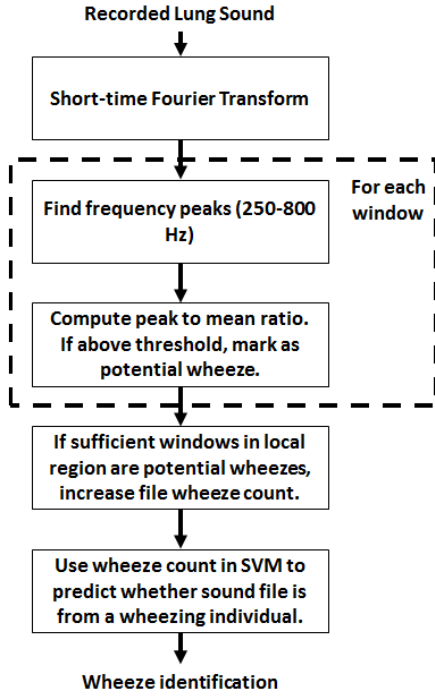 Recorded Lung Sound
Short-time Fourier Transform
For each
window
Find frequency peaks (250-800
Hz)
Compute peak to mean ratio.
If above threshold, mark as
potential wheeze.
If sufficient windows in local
region are potential wheezes,
increase file wheeze count.
Use wheeze count in SVM to
predict whether sound file is
from a wheezing individual.
Wheeze identification